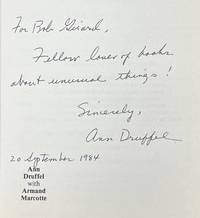 For Bob Girard,
Fellow lover of books
about unusual things!
Sincerely,
Ann Druffel
20 September 1984
Ann
Druffel
with
Armand
Marcotte